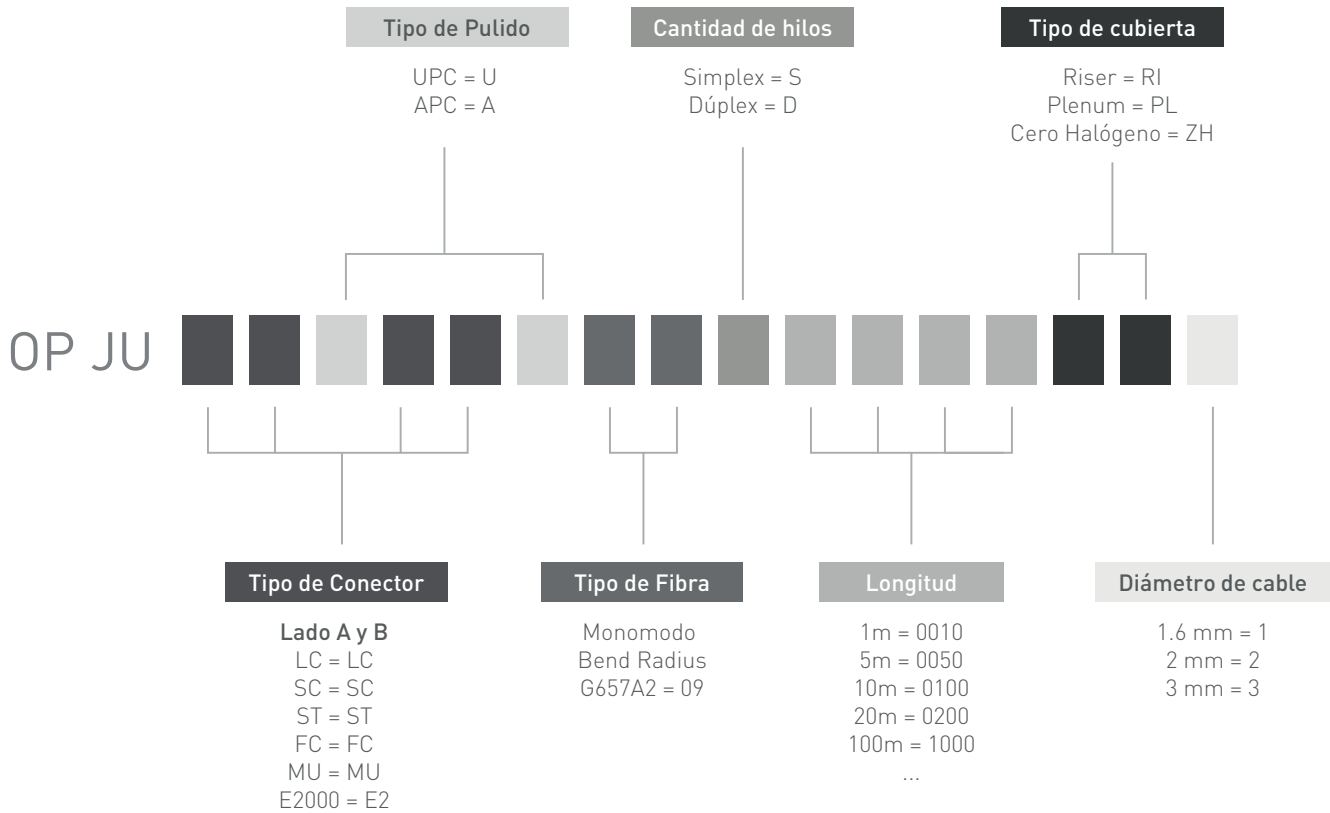 Tipo de Pulido
UPC = U
APC = A
Cantidad de hilos
Simplex = S
Dúplex = D
Tipo de cubierta
Riser = RI
Plenum = PL
Cero Halógeno = ZH
OP JU
Tipo de Conector
Lado A y B
LC = LC
SC = SC
ST = ST
FC = FC
MU = MU
E2000 = E2
Tipo de Fibra
Monomodo
Bend Radius
G657A2 = 09
Longitud
1m = 0010
5m = 0050
10m = 0100
20m = 0200
100m = 1000
...
Diámetro de cable
1.6 mm = 1
2 mm = 2
3 mm = 3